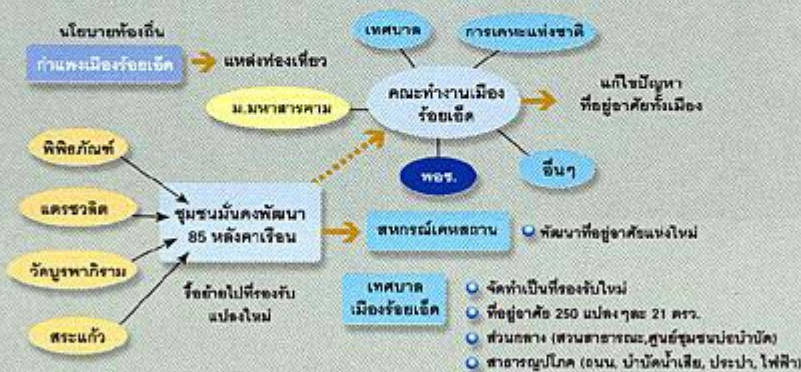 นโยบายท้องถิ่น
กำแพงเมืองร้อยเอ็ด
แหล่งท่องเที่ยว
เทศบาล
การเคหะแห่งชาติ
คณะทำงานเมือง
ร้อยเอ็ด
ม.มหาสารคาม
พอช.
อื่นๆ
แก้ไขปัญหา
ที่อยู่อาศัยทั้งเมือง
พิพิธภัณฑ์
แตรชวลิต
วัดบูรพาภิราม
สระแก้ว
ชุมชนมั่นคงพัฒนา
85 หลังคาเรือน
รื้อย้ายไปที่รองรับ
แปลงใหม่
สหกรณ์เคหสถาน
พัฒนาที่อยู่อาศัยแห่งใหม่
เทศบาล
เมืองร้อยเอ็ด
จัดทำเป็นที่รองรับใหม่
ที่อยู่อาศัย 250 แปลงๆละ 21 ตรว.
ส่วนกลาง (สวนสาธารณะ,ศูนย์ชุมชนบ่อบำบัด)
สาธารณูปโภค (ถนน, บำบัดน้ำเสีย, ประปา, ไฟฟ้า)